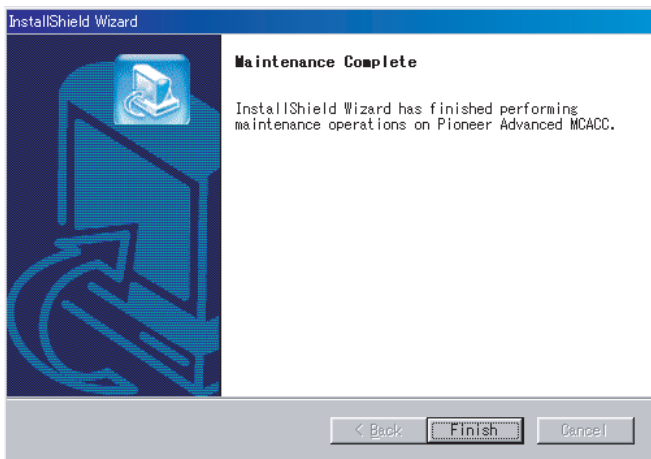 InstallShield Wizard
Maintenance Complete
InstallShield Wizard has finished performing
maintenance operations on Pioneer Advanced MCACC.
< Back
Finish
Cancel